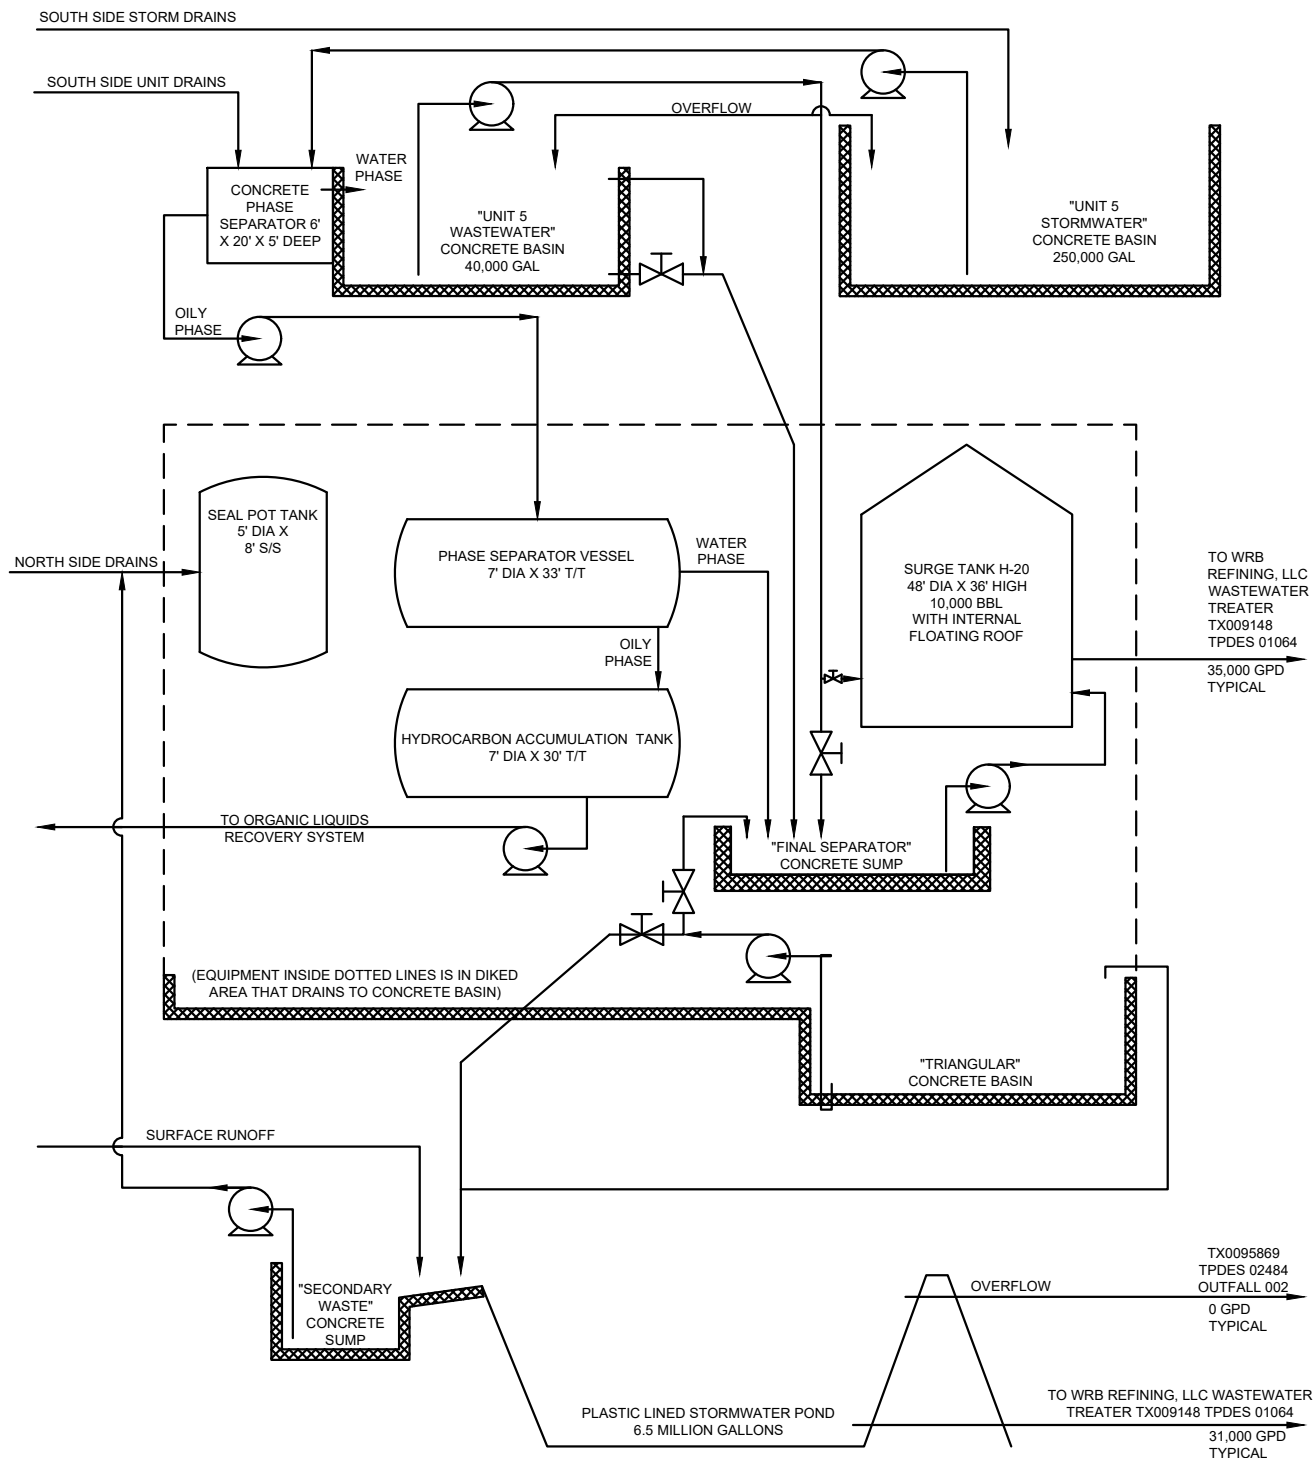 SOUTH SIDE STORM DRAINS
SOUTH SIDE UNIT DRAINS
OVERFLOW
WATER
PHASE
CONCRETE
PHASE
SEPARATOR 6'
X 20' X 5' DEEP
"UNIT 5
WASTEWATER"
CONCRETE BASIN
40,000 GAL
"UNIT 5
STORMWATER"
CONCRETE BASIN
250,000 GAL
OILY
PHASE
SEAL POT TANK
5' DIA X
8' S/S
NORTH SIDE DRAINS
PHASE SEPARATOR VESSEL
7' DIA X 33' T/T
WATER
PHASE
SURGE TANK H-20
48' DIA X 36' HIGH
10,000 BBL
WITH INTERNAL
FLOATING ROOF
TO WRB
REFINING, LLC
WASTEWATER
TREATER
TX009148
TPDES 01064
35,000 GPD
TYPICAL
OILY
PHASE
HYDROCARBON ACCUMULATION TANK
7' DIA X 30' T/T
TO ORGANIC LIQUIDS
RECOVERY SYSTEM
"FINAL SEPARATOR"
CONCRETE SUMP
(EQUIPMENT INSIDE DOTTED LINES IS IN DIKED
AREA THAT DRAINS TO CONCRETE BASIN)
"TRIANGULAR"
CONCRETE BASIN
SURFACE RUNOFF
"SECONDARY
WASTE"
CONCRETE
SUMP
OVERFLOW
TX0095869
TPDES 02484
OUTFALL 002
0 GPD
TYPICAL
PLASTIC LINED STORMWATER POND
6.5 MILLION GALLONS
TO WRB REFINING, LLC WASTEWATER
TREATER TX009148 TPDES 01064
31,000 GPD
TYPICAL